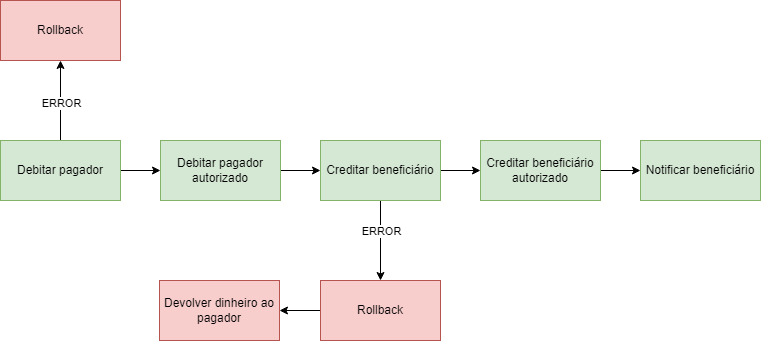 Rollback
ERROR
Debitar pagador
Debitar pagador
autorizado
Creditar beneficiário
Creditar beneficiário
autorizado
Notificar beneficiário
ERROR
Devolver dinheiro ao
pagador
Rollback